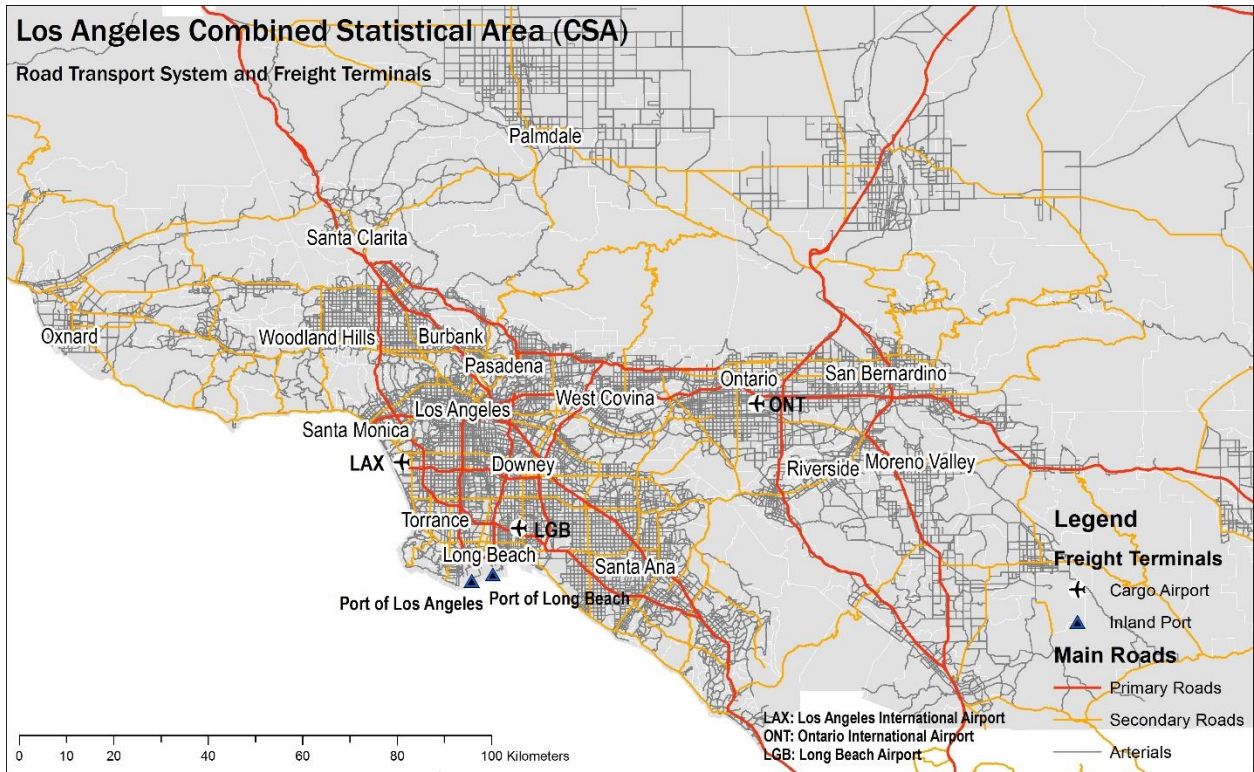 Los Angeles Combined Statistical Area (CSA)
Road Transport System and Freight Terminals
Palmdale
Santa Clarita
Oxnard
Woodland Hills
Burbank
Pasadena
Ontario
San Bernardino
West Covina
ONT
Los Angeles
Santa Monica
LAX
Downey
Riverside
Moreno Valley
Torrance
LGB
Long Beach
Santa Ana
Port of Los Angeles
Port of Long Beach
Legend
Freight Terminals
Cargo Airport
Inland Port
Main Roads
Primary Roads
Secondary Roads
Arterials
LAX: Los Angeles International Airport
ONT: Ontario International Airport
LGB: Long Beach Airport
0 10 20 40 60 80 100 Kilometers